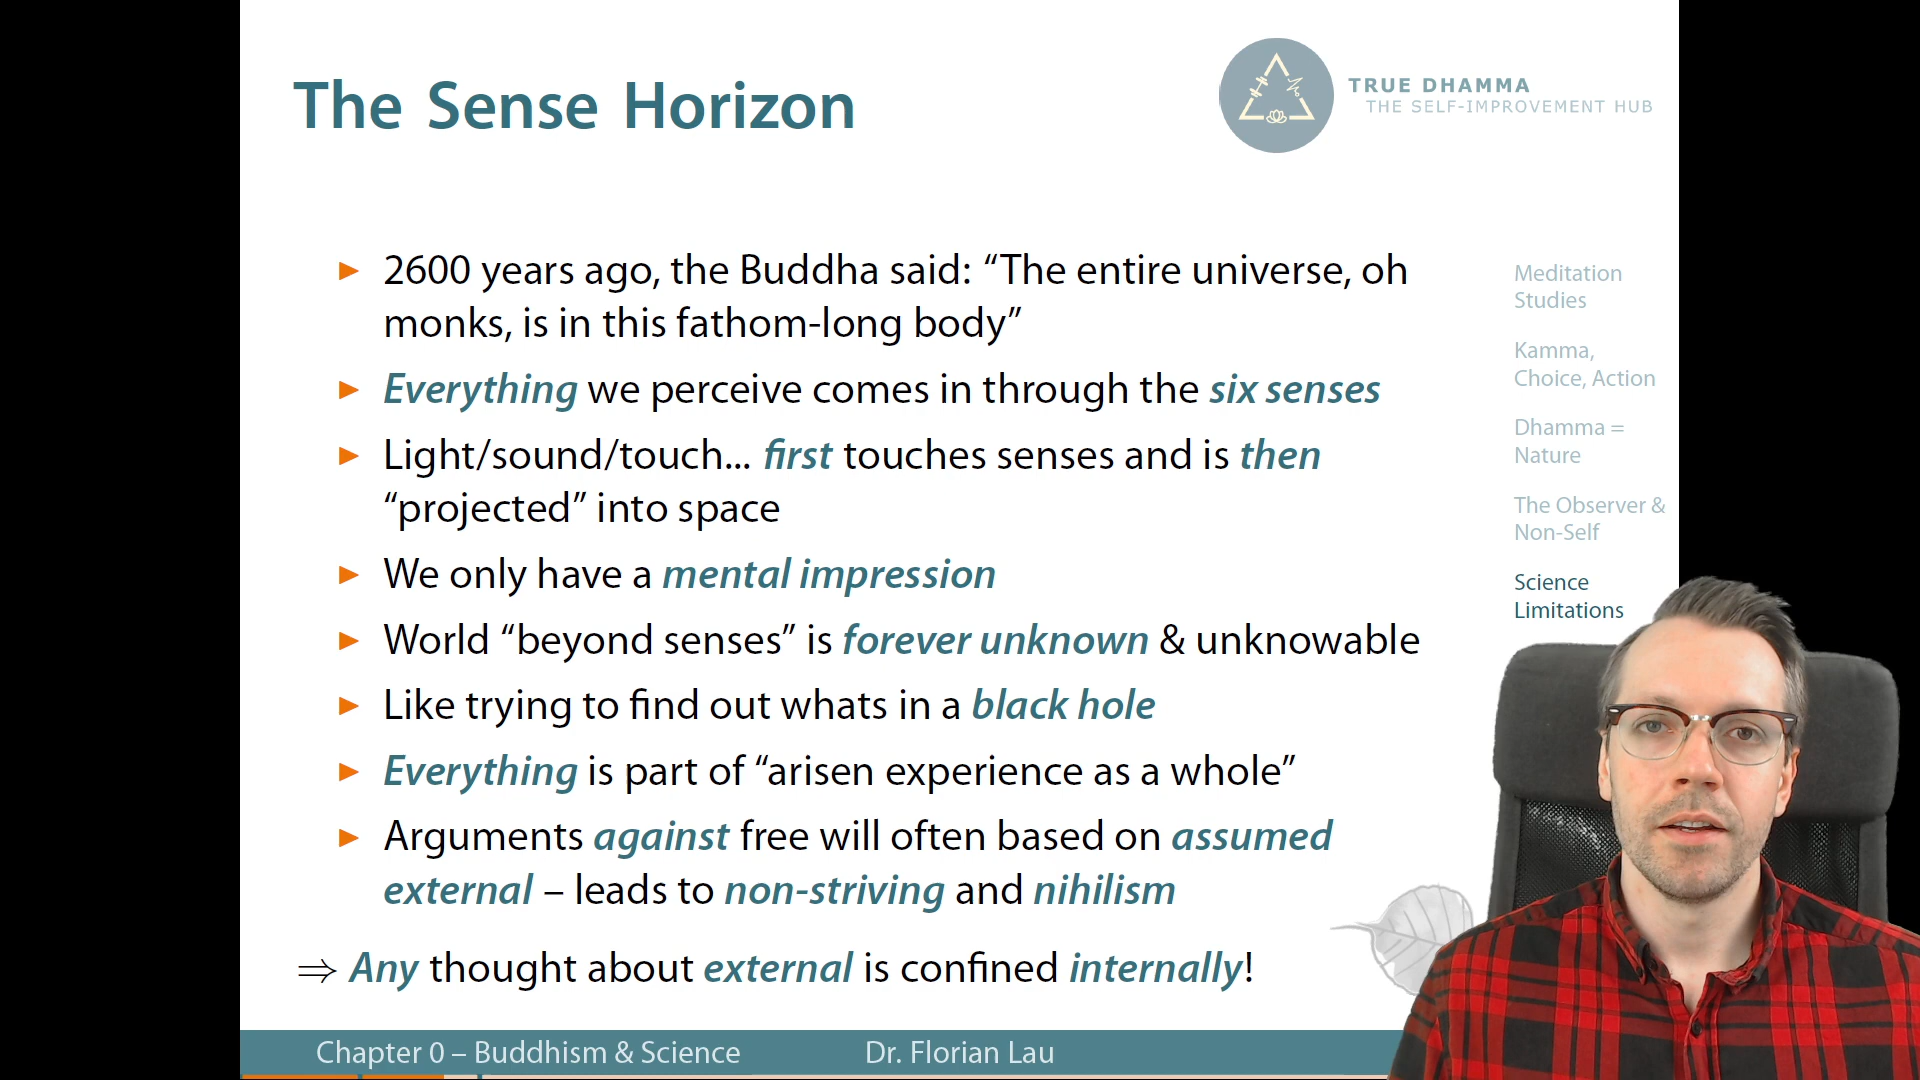 The Sense Horizon
TRUE DHAMMA
THE SELF-IMPROVEMENT HUB
2600 years ago, the Buddha said: “The entire universe, oh
monks, is in this fathom-long body”
Everything we perceive comes in through the six senses
Light/sound/touch... first touches senses and is then
“projected” into space
We only have a mental impression
World “beyond senses” is forever unknown & unknowable
Like trying to find out whats in a black hole
Everything is part of “arisen experience as a whole”
Arguments against free will often based on assumed
external – leads to non-striving and nihilism
⇒ Any thought about external is confined internally!
Meditation
Studies
Kamma,
Choice, Action
Dhamma =
Nature
The Observer &
Non-Self
Science
Limitations
Chapter 0 – Buddhism & Science
Dr. Florian Lau